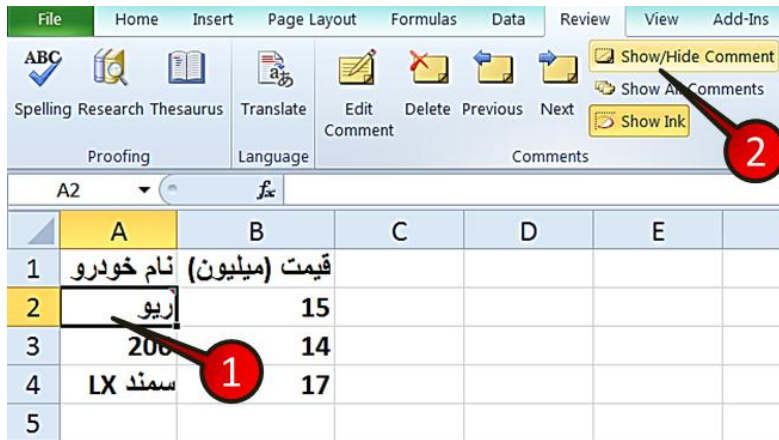 File Home Insert Page Layout Formulas Data Review View Add-Ins
ABC Show/Hide Comment
Show All Comments
Spelling Research Thesaurus Translate Edit Comment Delete Previous Next Show Ink
Proofing Language Comments
2
A2 fx
A B C D E
1 نام خودرو قیمت (میلیون)
2 ریو 15
3 206 14
1
4 سمند LX 17
5